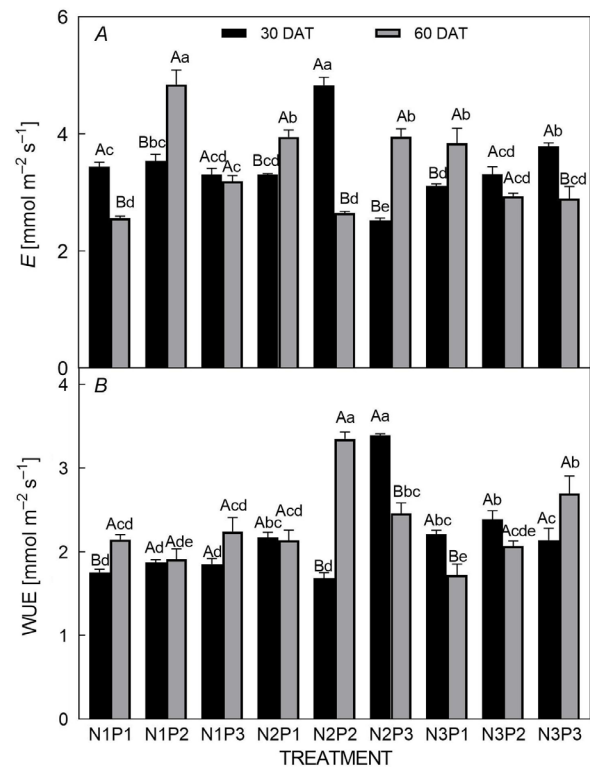 A
30 DAT
60 DAT
E [mmol m⁻² s⁻¹]
6
4
2
0
Ac
Bd
Bbc
Aa
Acd
Ac
Bcd
Ab
Aa
Bd
Be
Ab
Bd
Ab
Acd
Acd
Ab
Bcd
B
WUE [mmol m⁻² s⁻¹]
4
3
2
1
0
Bd
Acd
Ad
Ade
Ad
Acd
Abc
Acd
Bd
Aa
Aa
Bbc
Abc
Be
Ab
Acde
Ac
Ab
N1P1 N1P2 N1P3 N2P1 N2P2 N2P3 N3P1 N3P2 N3P3
TREATMENT